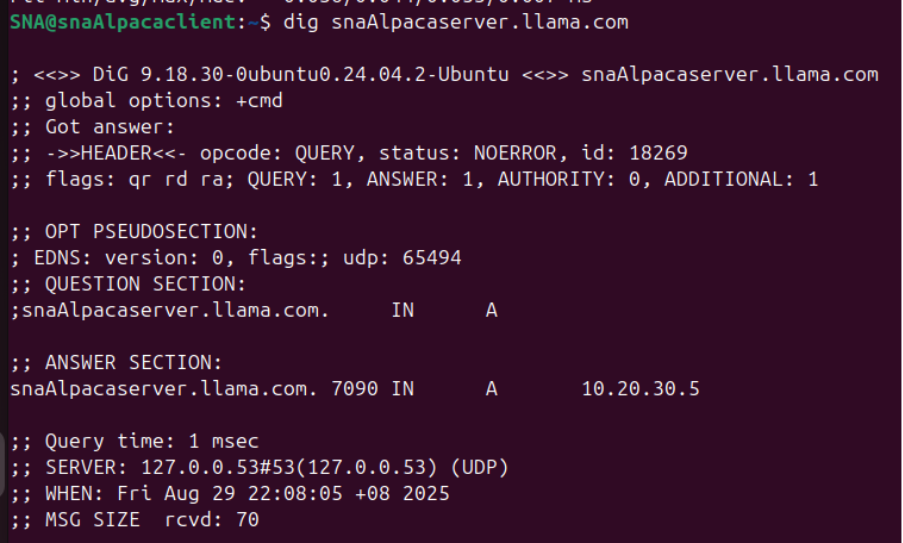 SNA@snaAlpacaclient:~$ dig snaAlpacaserver.llama.com

; <<>> DiG 9.18.30-0ubuntu0.24.04.2-Ubuntu <<>> snaAlpacaserver.llama.com
;; global options: +cmd
;; Got answer:
;; ->>HEADER<<- opcode: QUERY, status: NOERROR, id: 18269
;; flags: qr rd ra; QUERY: 1, ANSWER: 1, AUTHORITY: 0, ADDITIONAL: 1

;; OPT PSEUDOSECTION:
; EDNS: version: 0, flags:; udp: 65494
;; QUESTION SECTION:
;snaAlpacaserver.llama.com.	IN	A

;; ANSWER SECTION:
snaAlpacaserver.llama.com. 7090 IN	A	10.20.30.5

;; Query time: 1 msec
;; SERVER: 127.0.0.53#53(127.0.0.53) (UDP)
;; WHEN: Fri Aug 29 22:08:05 +08 2025
;; MSG SIZE  rcvd: 70